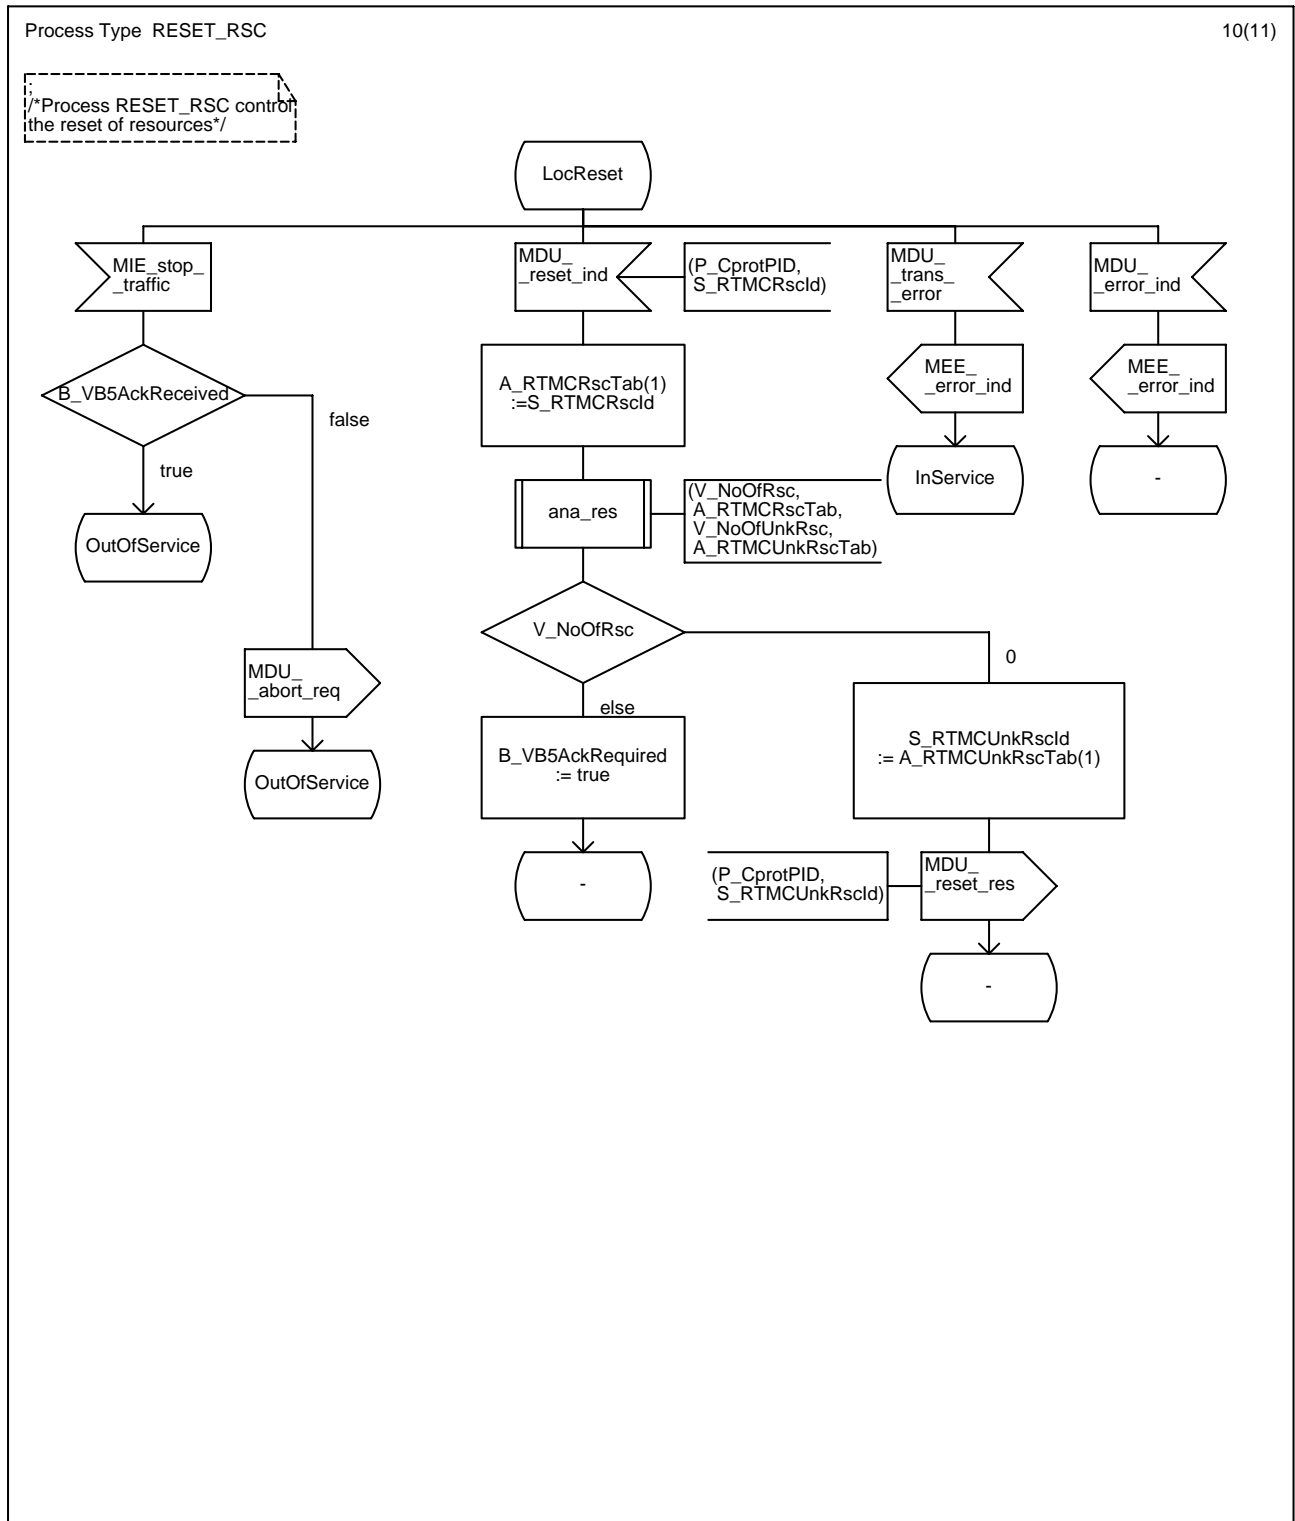 Process Type RESET_RSC
10(11)
;
/*Process RESET_RSC control
the reset of resources*/
LocReset
MIE_stop_
_traffic
MDU_
_reset_ind
(P_CprotPID,
S_RTMCRscId)
MDU_
_trans_
_error
MDU_
_error_ind
B_VB5AckReceived
false
true
A_RTMCRscTab(1)
:=S_RTMCRscId
MEE_
_error_ind
MEE_
_error_ind
OutOfService
ana_res
(V_NoOfRsc,
A_RTMCRscTab,
V_NoOfUnkRsc,
A_RTMCUnkRscTab)
InService
-
V_NoOfRsc
0
else
MDU_
_abort_req
OutOfService
B_VB5AckRequired
:= true
S_RTMCUnkRscId
:= A_RTMCUnkRscTab(1)
-
(P_CprotPID,
S_RTMCUnkRscId)
MDU_
_reset_res
-